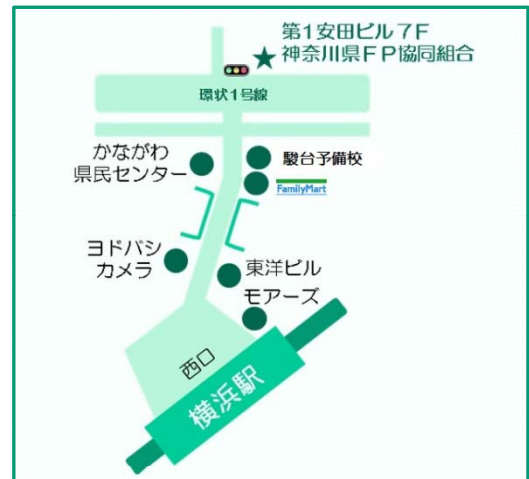 第1安田ビル7F
神奈川県FP協同組合
環状1号線
かながわ
県民センター
駿台予備校
FamilyMart
ヨドバシ
カメラ
東洋ビル
モアーズ
西口
横浜駅